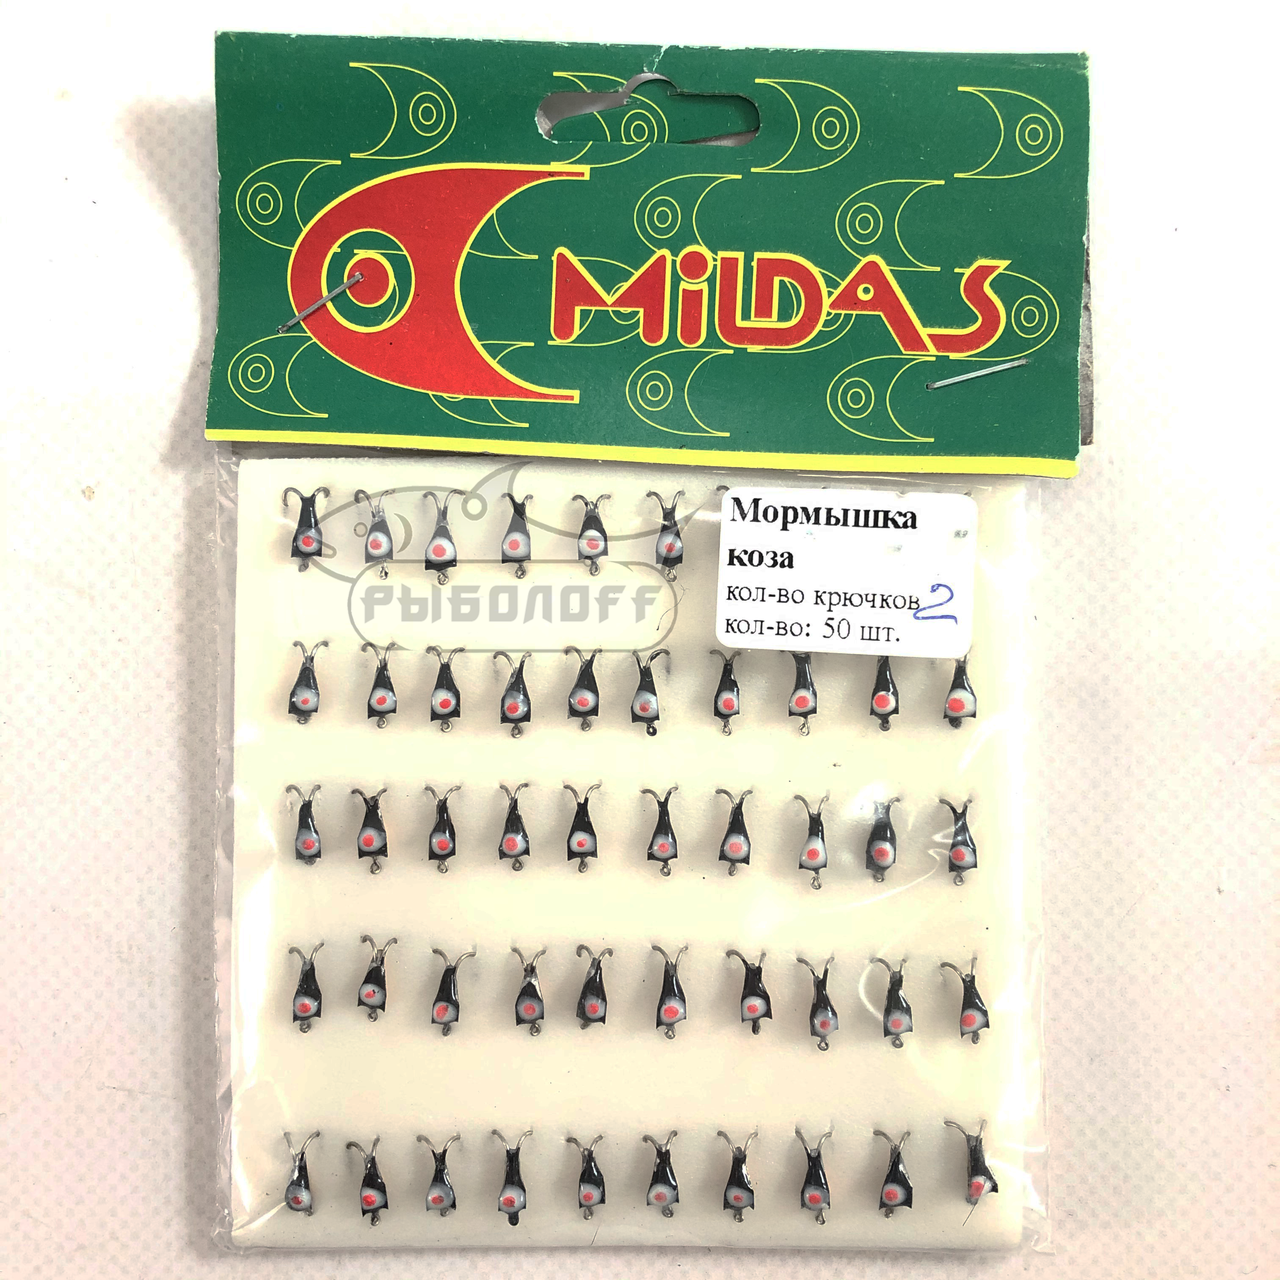 MiLDAS
Мормышка
коза
кол-во крючков 2
кол-во: 50 шт.
РЫБОЛОFF